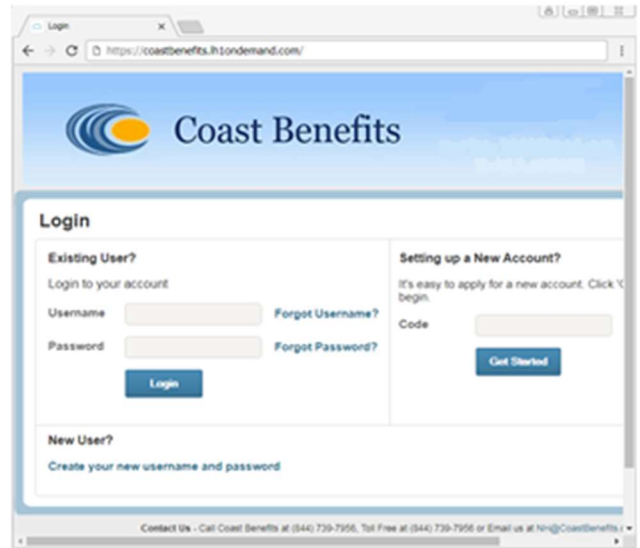 Login
https://coastbenefits.lh1ondemand.com/
Coast Benefits
Login
Existing User?
Login to your account
Username
Forgot Username?
Password
Forgot Password?
Login
Setting up a New Account?
It's easy to apply for a new account. Click
begin.
Code
Get Started
New User?
Create your new username and password
Contact Us - Call Coast Benefits at (844) 739-7956, Toll Free at (844) 739-7956 or Email us at